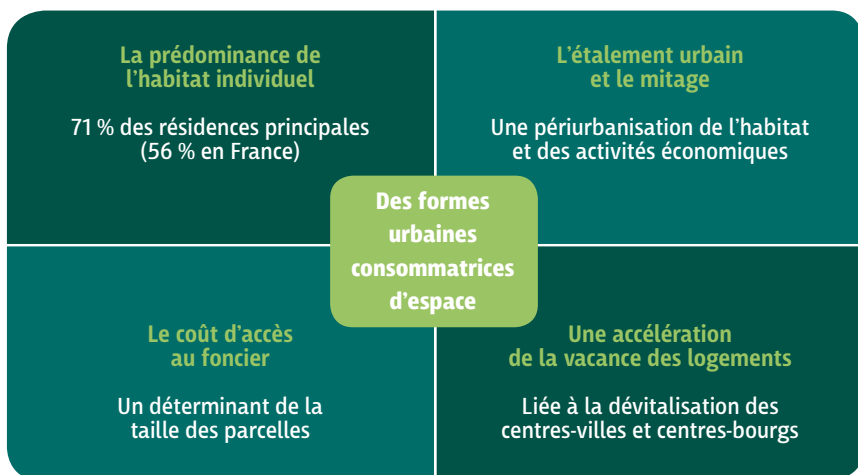 La prédominance de
l'habitat individuel
71 % des résidences principales
(56 % en France)
L'étalement urbain
et le mitage
Une périurbanisation de l'habitat
et des activités économiques
Des formes
urbaines
consommatrices
d'espace
Le coût d'accès
au foncier
Un déterminant de la
taille des parcelles
Une accélération
de la vacance des logements
Liée à la dévitalisation des
centres-villes et centres-bourgs